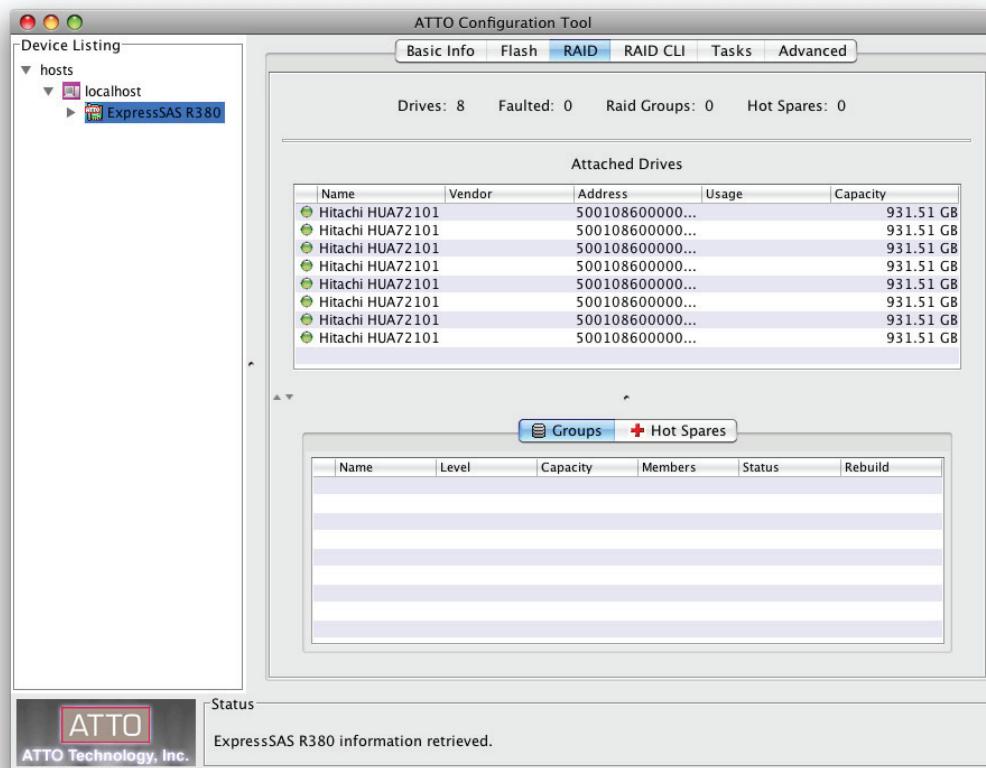 ATTO Configuration Tool
Device Listing
hosts
localhost
ExpressSAS R380
Basic Info Flash RAID RAID CLI Tasks Advanced
Drives: 8 Faulted: 0 Raid Groups: 0 Hot Spares: 0
Attached Drives
Name Vendor Address Usage Capacity
Hitachi HUA72101 500108600000... 931.51 GB
Hitachi HUA72101 500108600000... 931.51 GB
Hitachi HUA72101 500108600000... 931.51 GB
Hitachi HUA72101 500108600000... 931.51 GB
Hitachi HUA72101 500108600000... 931.51 GB
Hitachi HUA72101 500108600000... 931.51 GB
Hitachi HUA72101 500108600000... 931.51 GB
Hitachi HUA72101 500108600000... 931.51 GB
Groups Hot Spares
Name Level Capacity Members Status Rebuild
ATTO
ATTO Technology, Inc.
Status
ExpressSAS R380 information retrieved.